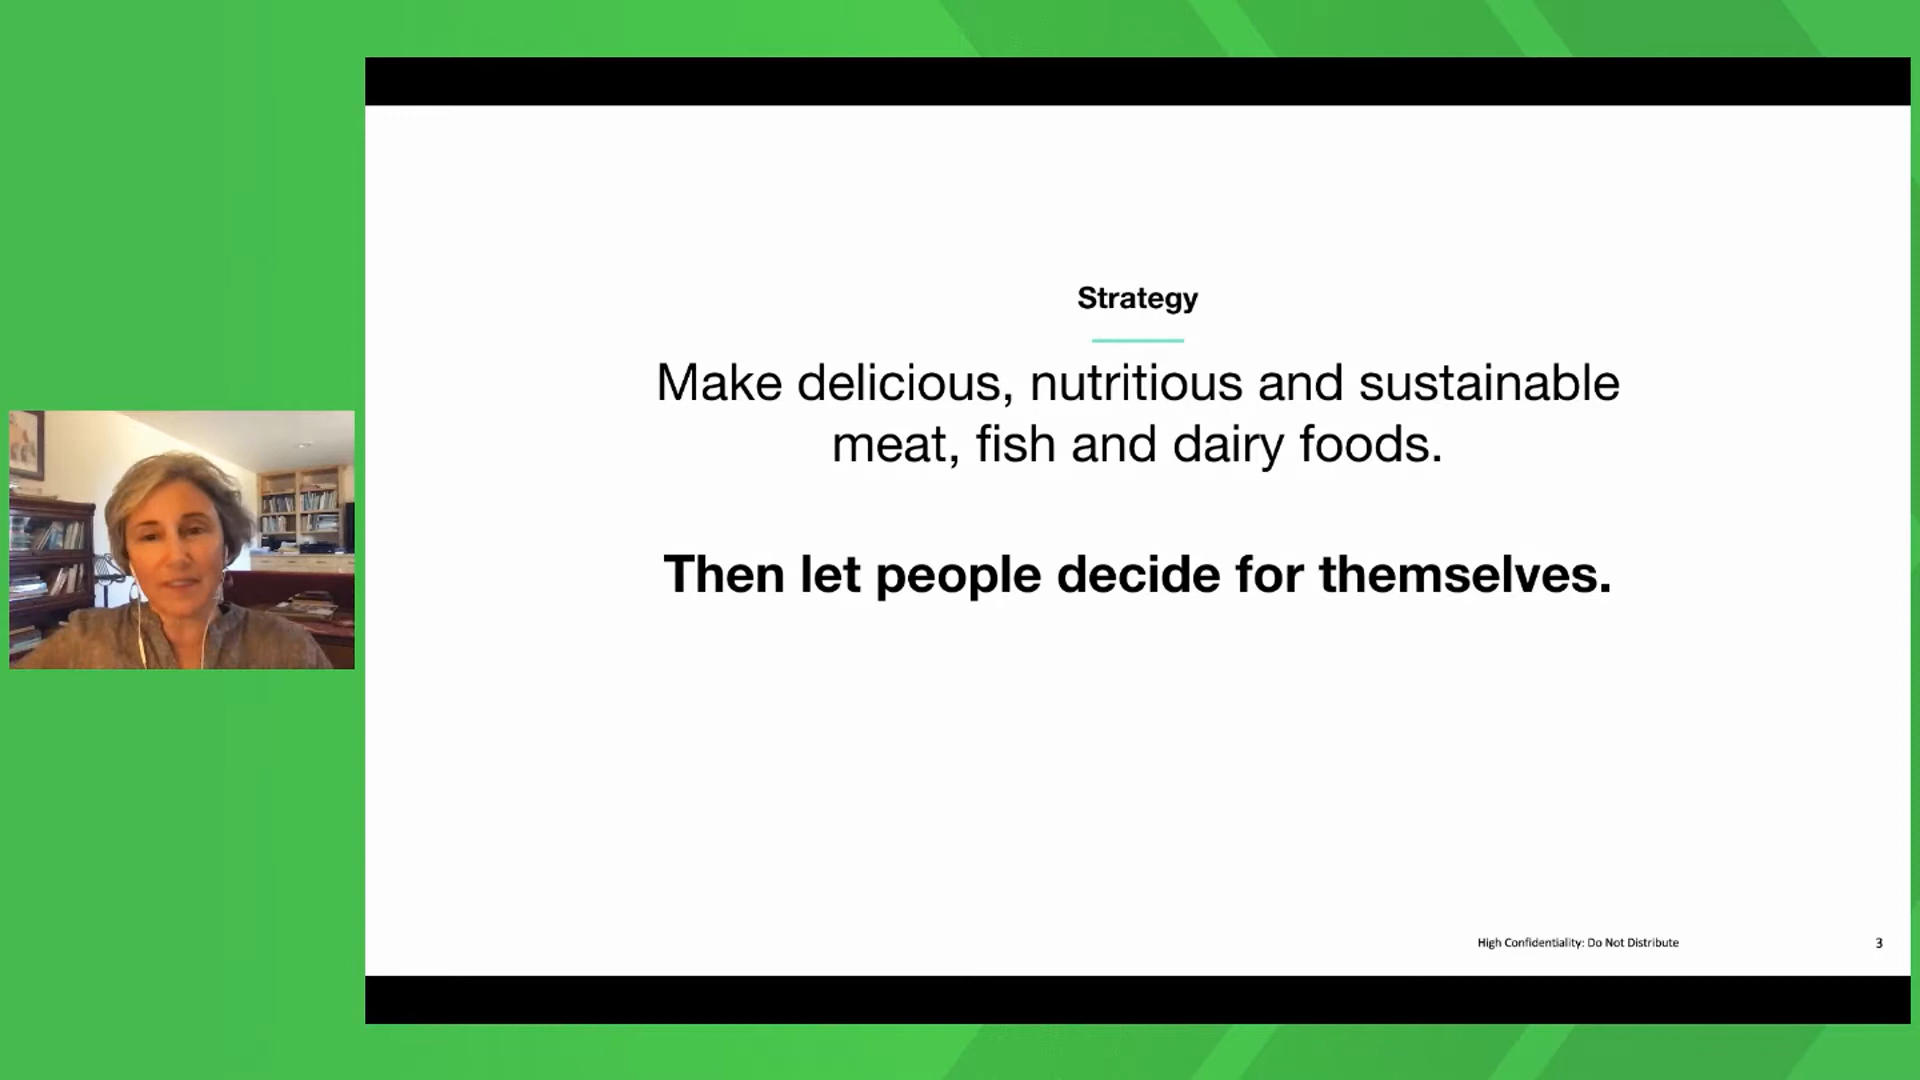 Strategy
Make delicious, nutritious and sustainable
meat, fish and dairy foods.
Then let people decide for themselves.
High Confidentiality: Do Not Distribute
3